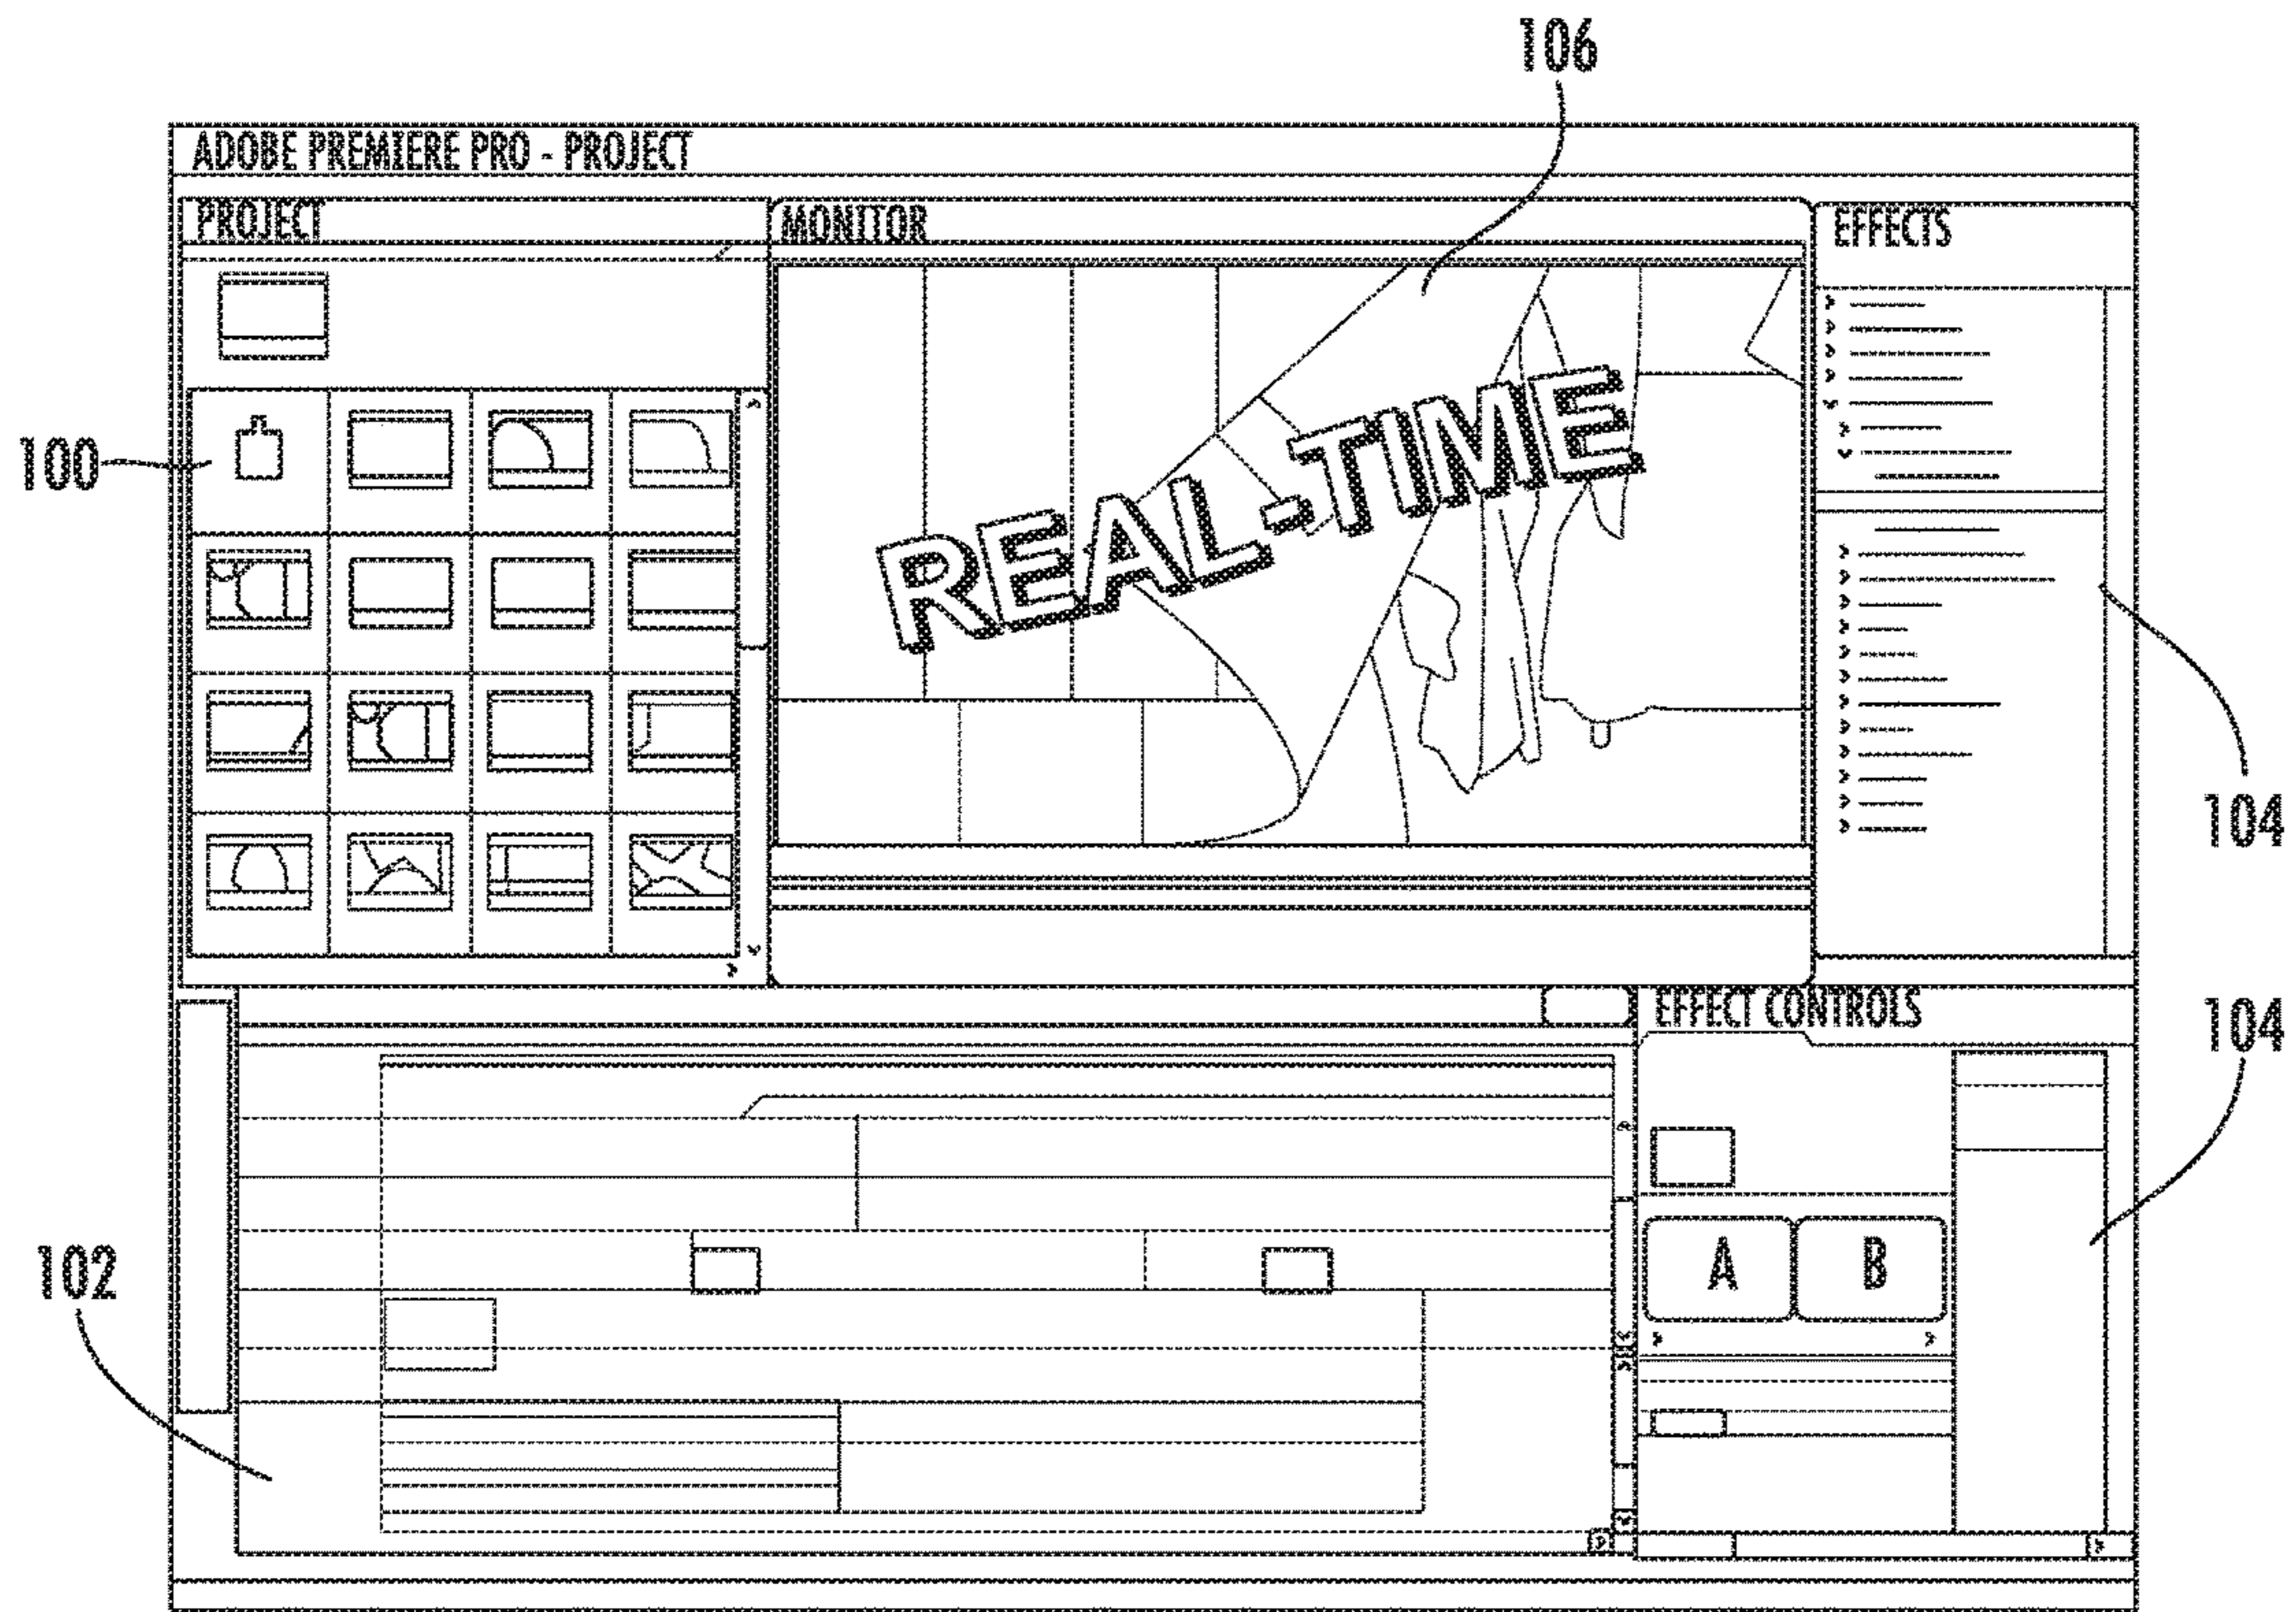 106
ADOBE PREMIERE PRO - PROJECT
PROJECT
MONITOR
EFFECTS
100
REAL-TIME
104
EFFECT CONTROLS
104
102
A
B